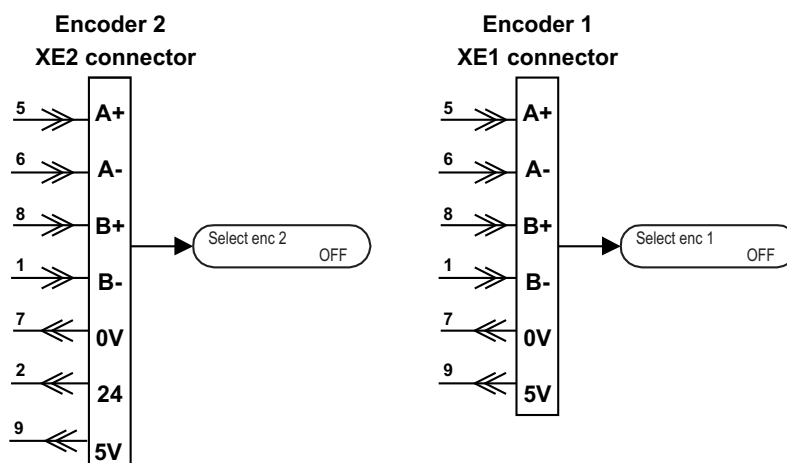 Encoder 2
XE2 connector
5 A+
6 A-
8 B+
1 B-
7 0V
2 24
9 5V
Select enc 2
OFF
Encoder 1
XE1 connector
5 A+
6 A-
8 B+
1 B-
7 0V
9 5V
Select enc 1
OFF